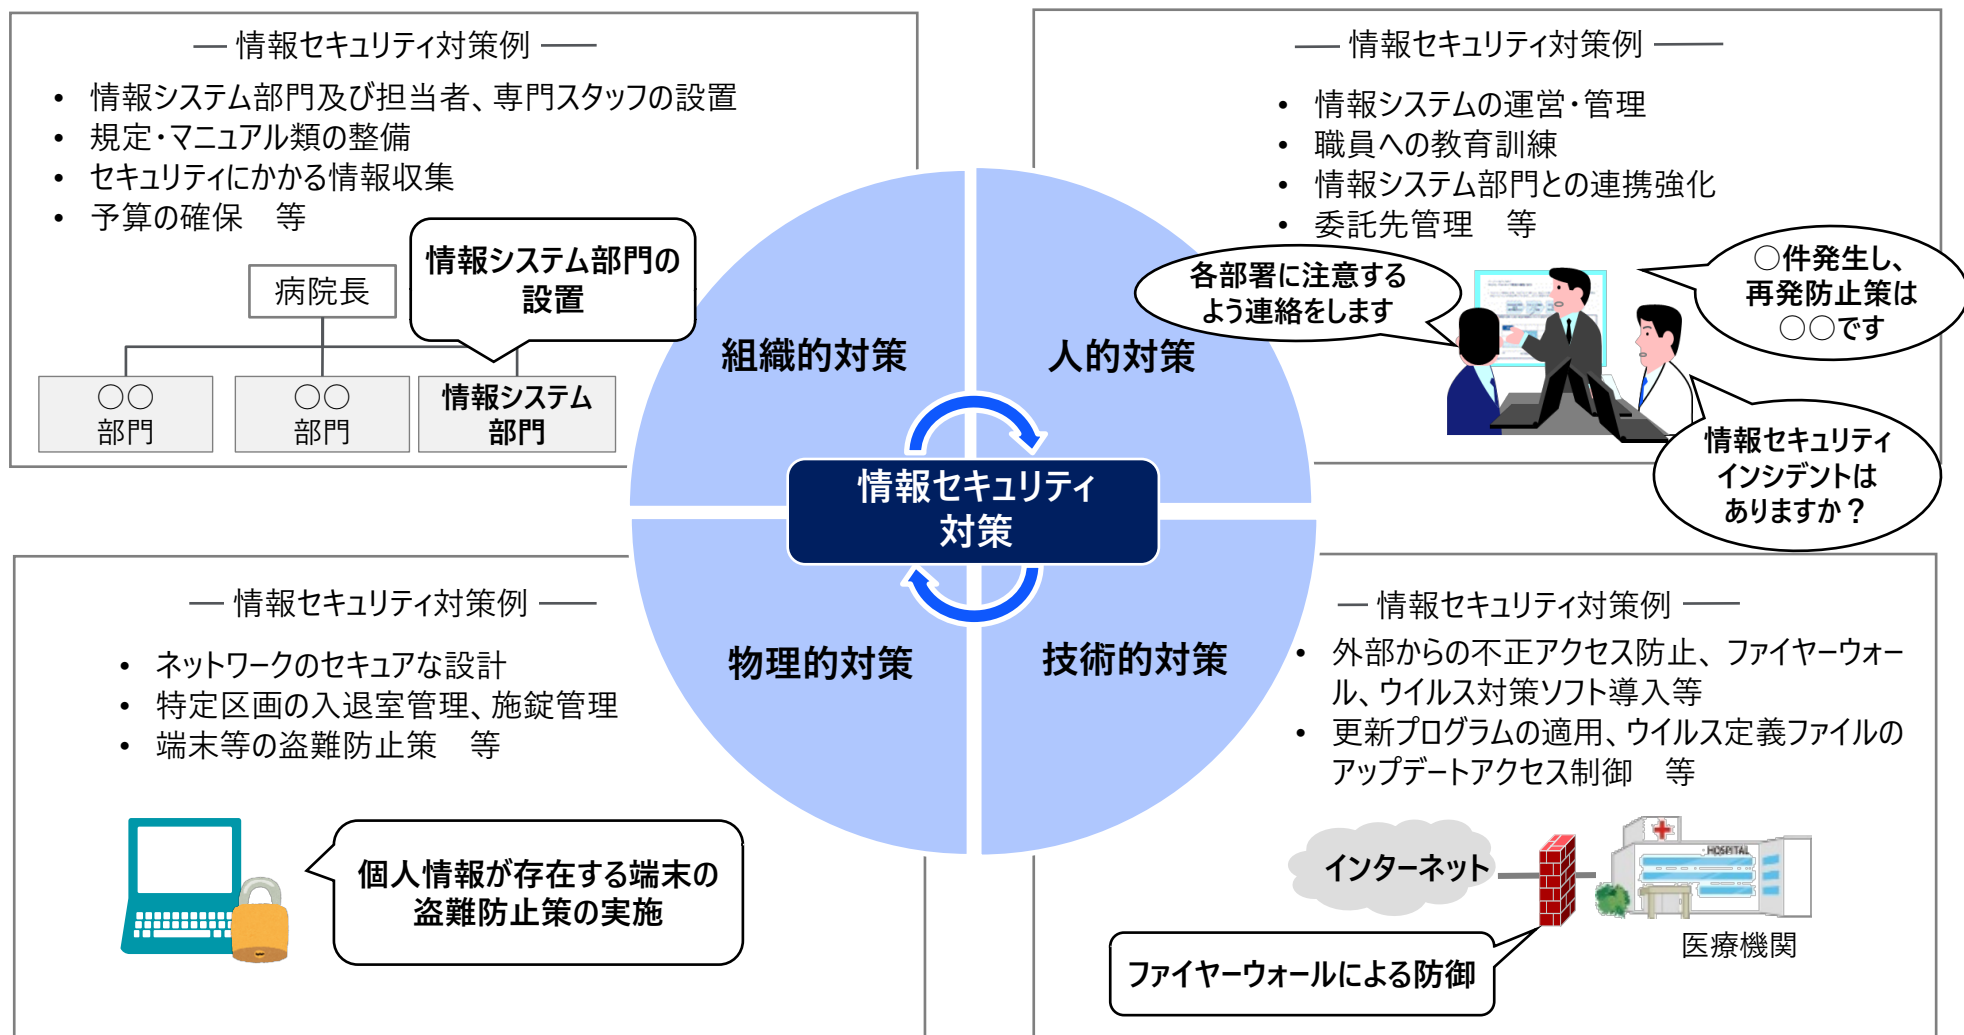 情報セキュリティ対策例
• 情報システム部門及び担当者、専門スタッフの設置
• 規定・マニュアル類の整備
• セキュリティにかかる情報収集
• 予算の確保　等
情報システム部門の
設置
病院長
〇〇
部門
〇〇
部門
情報システム
部門
情報セキュリティ対策例
• 情報システムの運営・管理
• 職員への教育訓練
• 情報システム部門との連携強化
• 委託先管理　等
各部署に注意する
よう連絡をします
〇件発生し、
再発防止策は
〇〇です
情報セキュリティ
インシデントは
ありますか？
組織的対策
人的対策
情報セキュリティ
対策
物理的対策
技術的対策
情報セキュリティ対策例
• ネットワークのセキュアな設計
• 特定区画の入退室管理、施錠管理
• 端末等の盗難防止策　等
個人情報が存在する端末の
盗難防止策の実施
情報セキュリティ対策例
• 外部からの不正アクセス防止、ファイヤーウォー
ル、ウイルス対策ソフト導入等
• 更新プログラムの適用、ウイルス定義ファイルの
アップデートアクセス制御　等
インターネット
HOSPITAL
医療機関
ファイヤーウォールによる防御